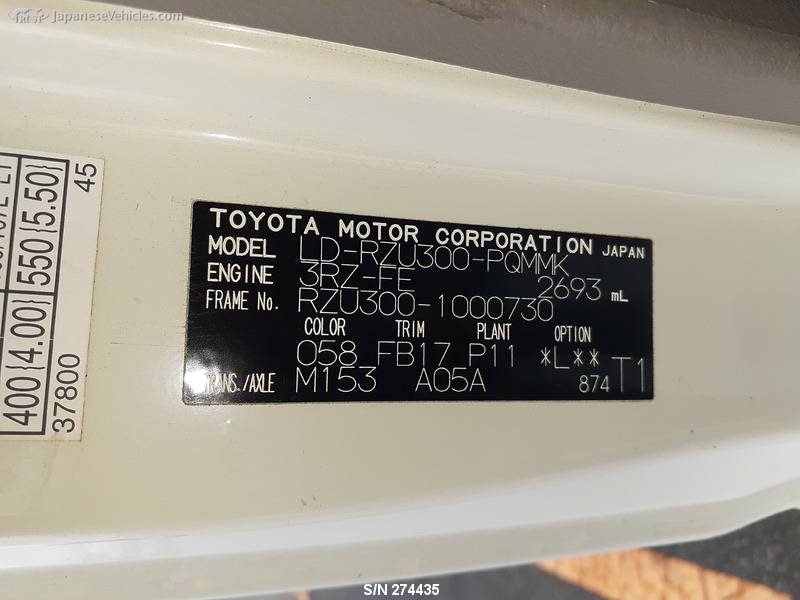 TRUST JapaneseVehicles.com
TOYOTA MOTOR CORPORATION JAPAN
MODEL LD-RZU300-PQMMK
ENGINE 3RZ-FE 2693 mL
FRAME No. RZU300-1000730
COLOR TRIM PLANT OPTION
058 FB17 P11 *L**
TRANS./AXLE M153 A05A 874 T1
400{4.00} 550{5.50}
37800 45
S/N 274435